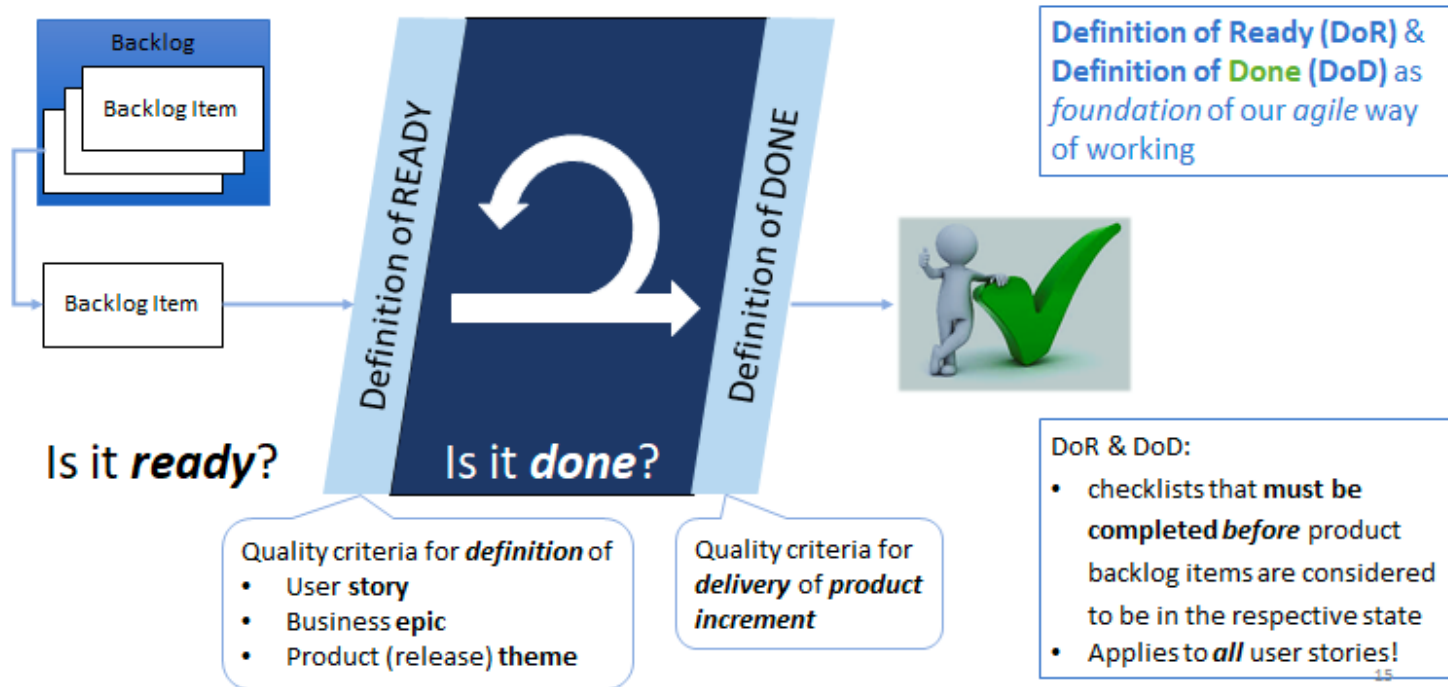 Backlog
Backlog Item
Backlog Item
Definition of READY
Definition of DONE
Is it ready?
Is it done?
Quality criteria for definition of
• User story
• Business epic
• Product (release) theme
Quality criteria for
delivery of product
increment
Definition of Ready (DoR) &
Definition of Done (DoD) as
foundation of our agile way
of working
DoR & DoD:
• checklists that must be
completed before product
backlog items are considered
to be in the respective state
• Applies to all user stories!
15